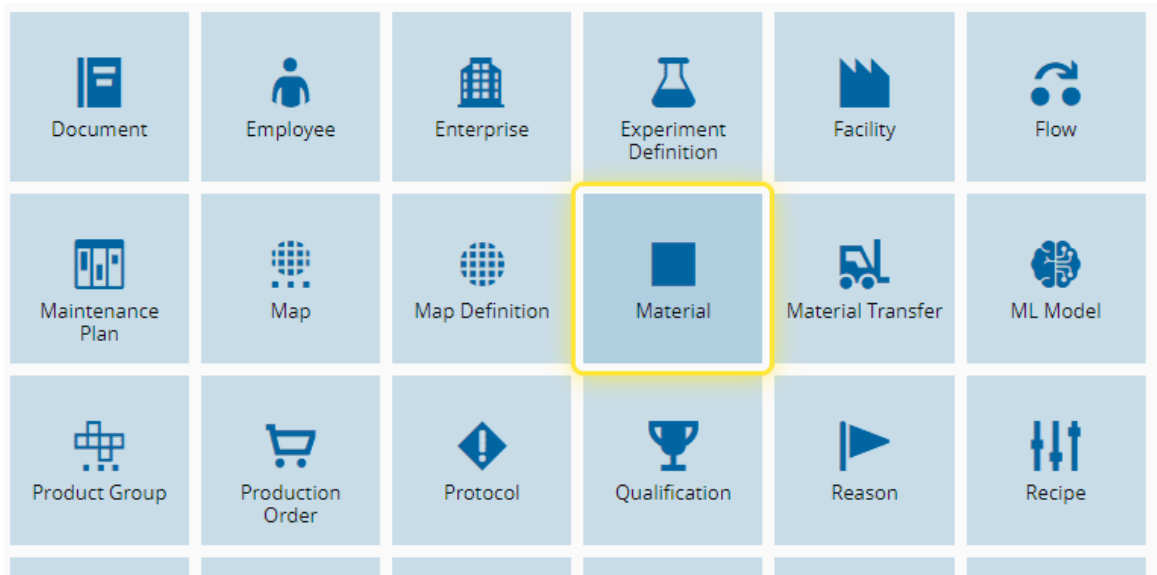 Document
Employee
Enterprise
Experiment
Definition
Facility
Flow
Maintenance
Plan
Map
Map Definition
Material
Material Transfer
ML Model
Product Group
Production
Order
Protocol
Qualification
Reason
Recipe